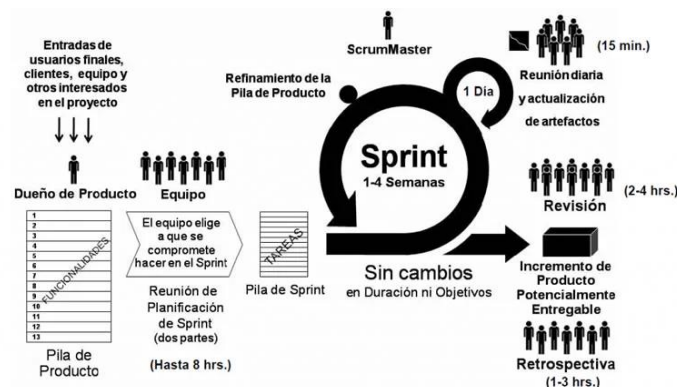 Entradas de
usuarios finales,
clientes, equipo y
otros interesados
en el proyecto
Dueño de Producto
1
2
3
4
5
6
7
8
9
10
11
12
13
FUNCIONALIDADES
Pila de
Producto
Equipo
El equipo elige
a que se
compromete
hacer en el Sprint
Reunión de
Planificación
de Sprint
(dos partes)
(Hasta 8 hrs.)
TAREAS
Pila de Sprint
ScrumMaster
Refinamiento de la
Pila de Producto
1 Día
Sprint
1-4 Semanas
Sin cambios
en Duración ni Objetivos
(15 min.)
Reunión diaria
y actualización
de artefactos
Revisión
(2-4 hrs.)
Incremento de
Producto
Potencialmente
Entregable
Retrospectiva
(1-3 hrs.)